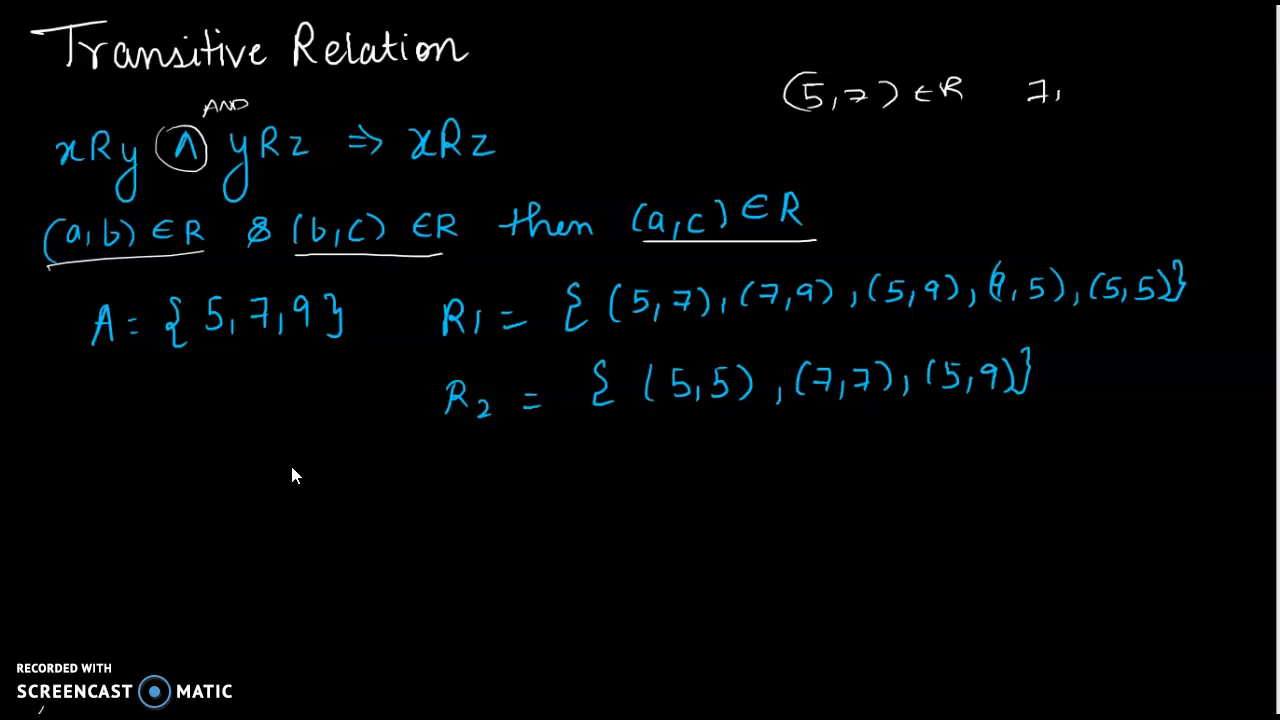 Transitive Relation
(5,7) ∈ R 7,
AND
xRy ∧ yRz ⇒ xRz
(a,b) ∈ R & (b,c) ∈ R then (a,c) ∈ R
A = { 5, 7, 9 } R1 = { (5,7), (7,9), (5,9), (9,5), (5,5) }
R2 = { (5,5), (7,7), (5,9) }
RECORDED WITH
SCREENCAST MATIC